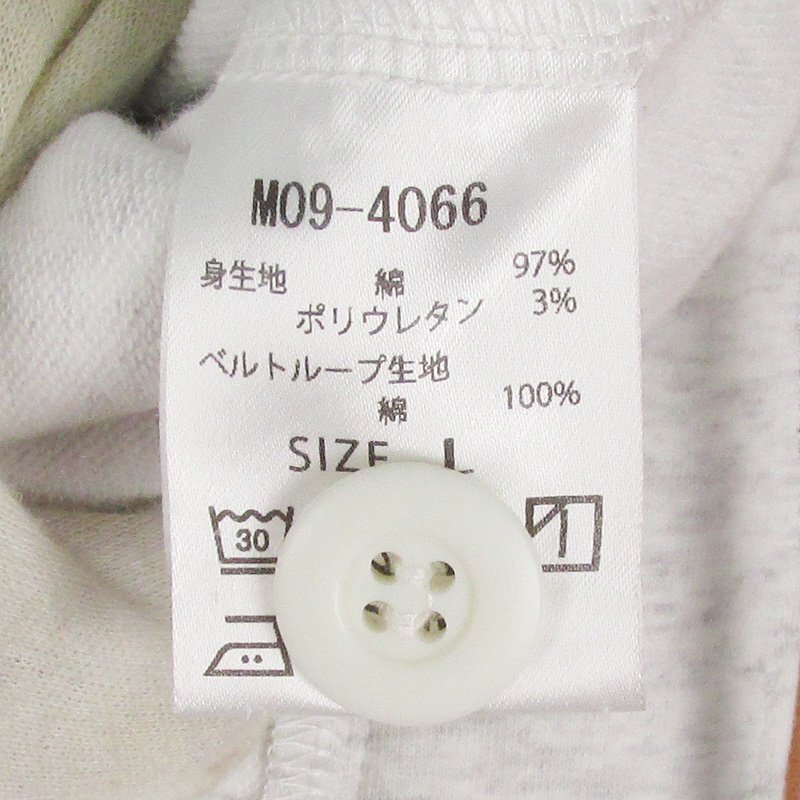 M09-4066
身生地 綿 97%
ポリウレタン 3%
ベルトループ生地
綿 100%
SIZE L
30